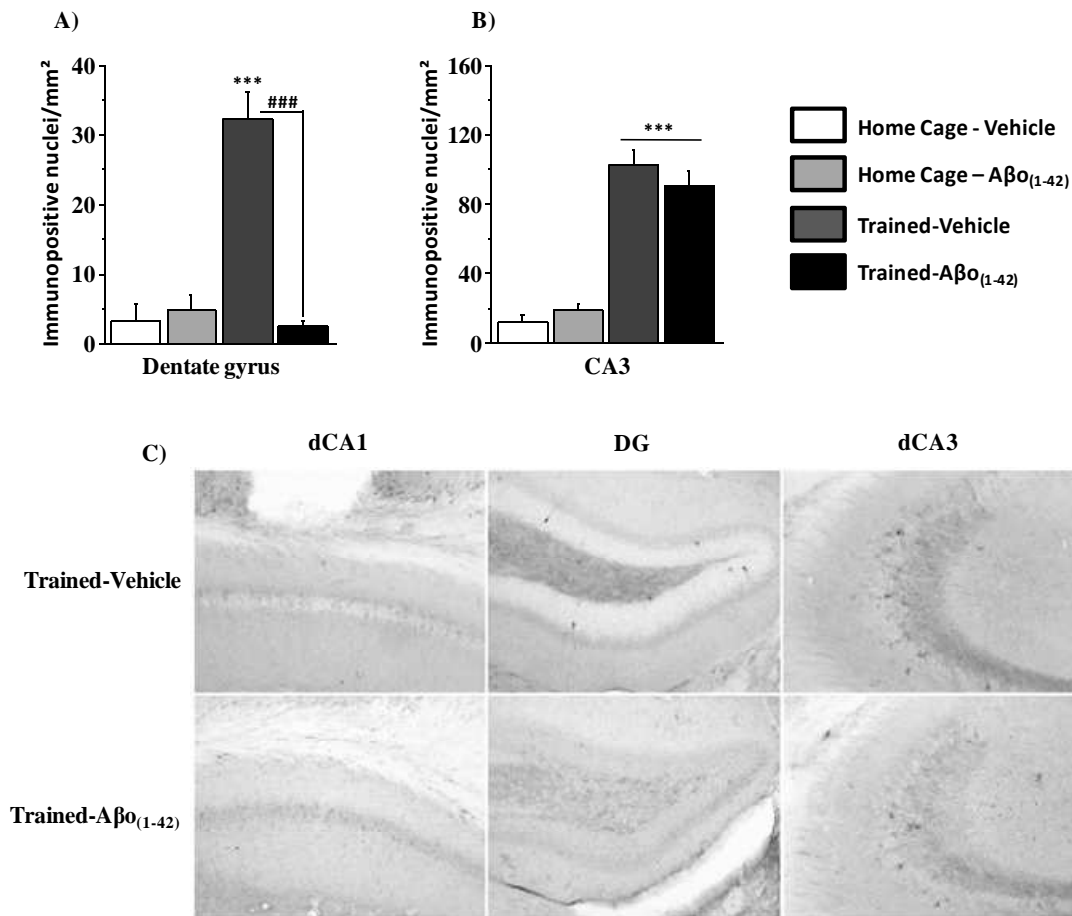 A)
Immunopositive nuclei/mm²
40
30
20
10
0
***
###
Dentate gyrus
B)
Immunopositive nuclei/mm²
160
120
80
40
0
***
CA3
Home Cage - Vehicle
Home Cage – Aβo(1-42)
Trained-Vehicle
Trained-Aβo(1-42)
C)
dCA1
DG
dCA3
Trained-Vehicle
Trained-Aβo(1-42)